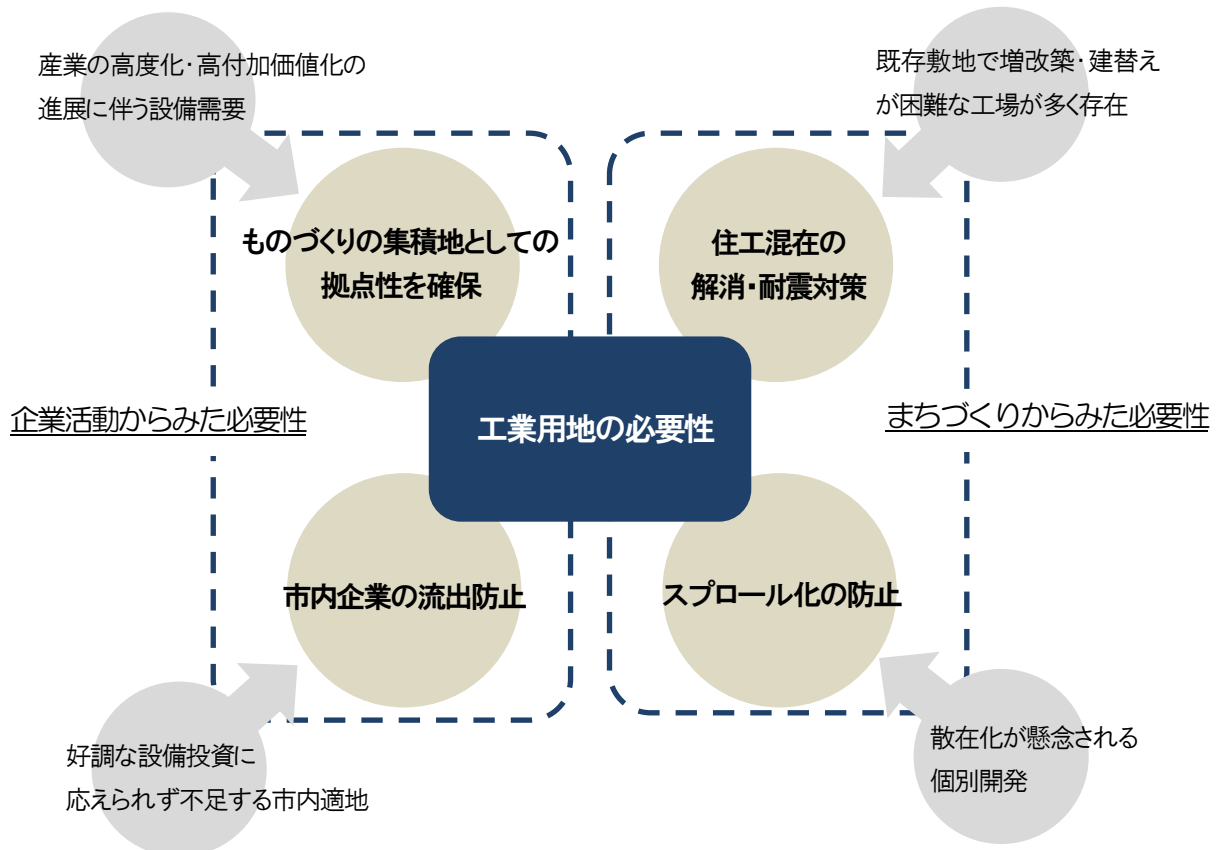 産業の高度化・高付加価値化の
進展に伴う設備需要
既存敷地で増改築・建替え
が困難な工場が多く存在
ものづくりの集積地としての
拠点性を確保
住工混在の
解消・耐震対策
企業活動からみた必要性
工業用地の必要性
まちづくりからみた必要性
市内企業の流出防止
スプロール化の防止
好調な設備投資に
応えられず不足する市内適地
散在化が懸念される
個別開発